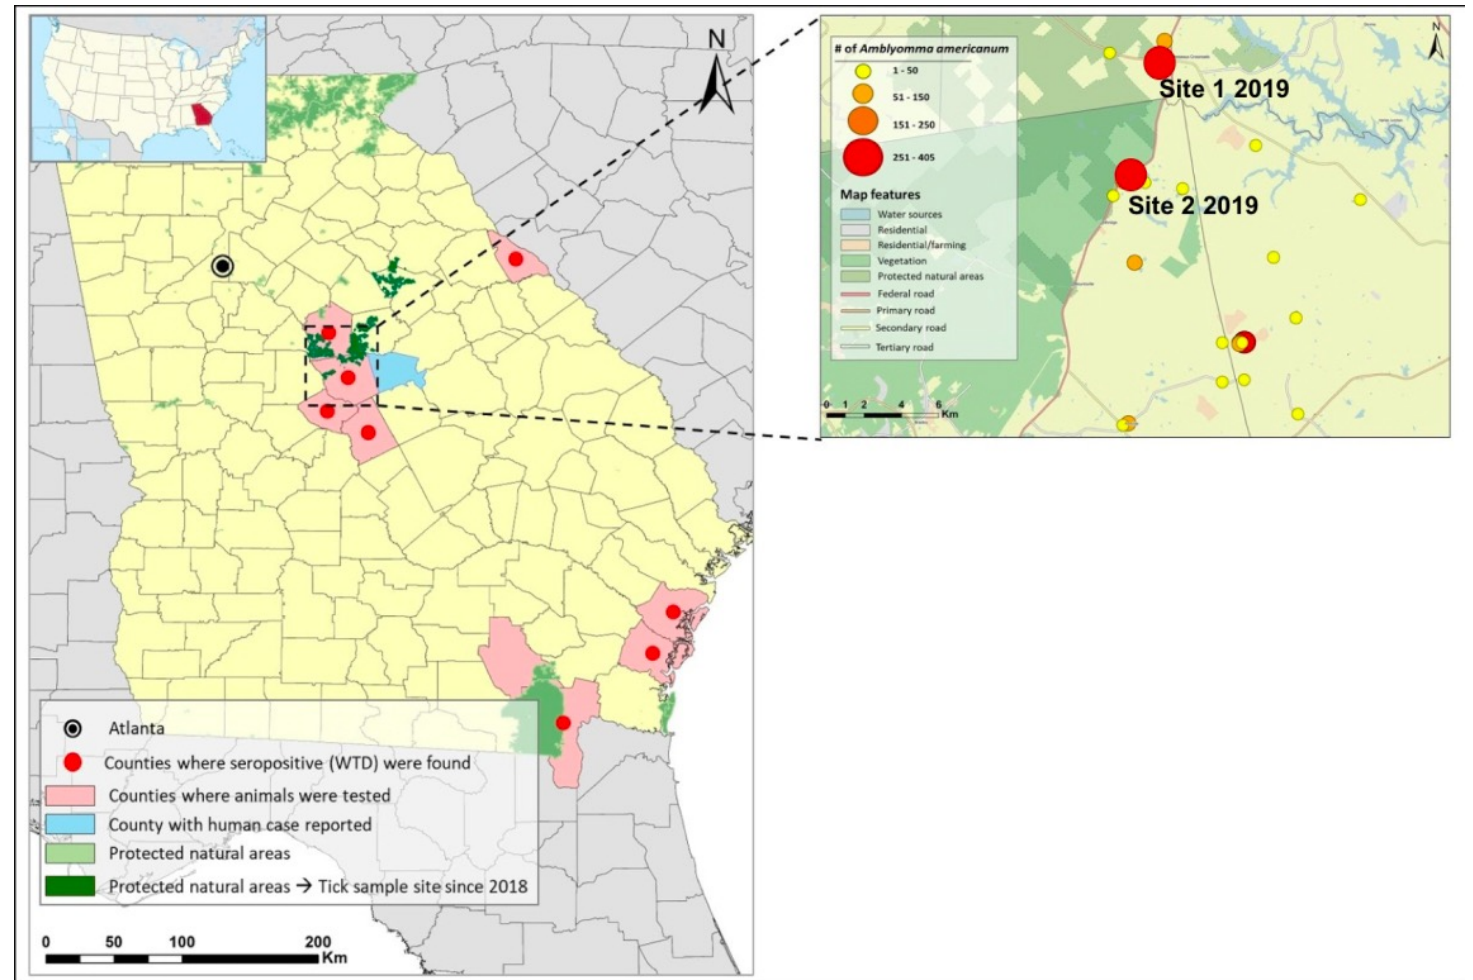 N
# of Amblyomma americanum
1 - 50
51 - 150
151 - 250
251 - 405
Map features
Water sources
Residential
Residential/farming
Vegetation
Protected natural areas
Federal road
Primary road
Secondary road
Tertiary road
0 1 2 4 6
Km
N
Site 1 2019
Site 2 2019
Atlanta
Counties where seropositive (WTD) were found
Counties where animals were tested
County with human case reported
Protected natural areas
Protected natural areas → Tick sample site since 2018
0 50 100 200
Km